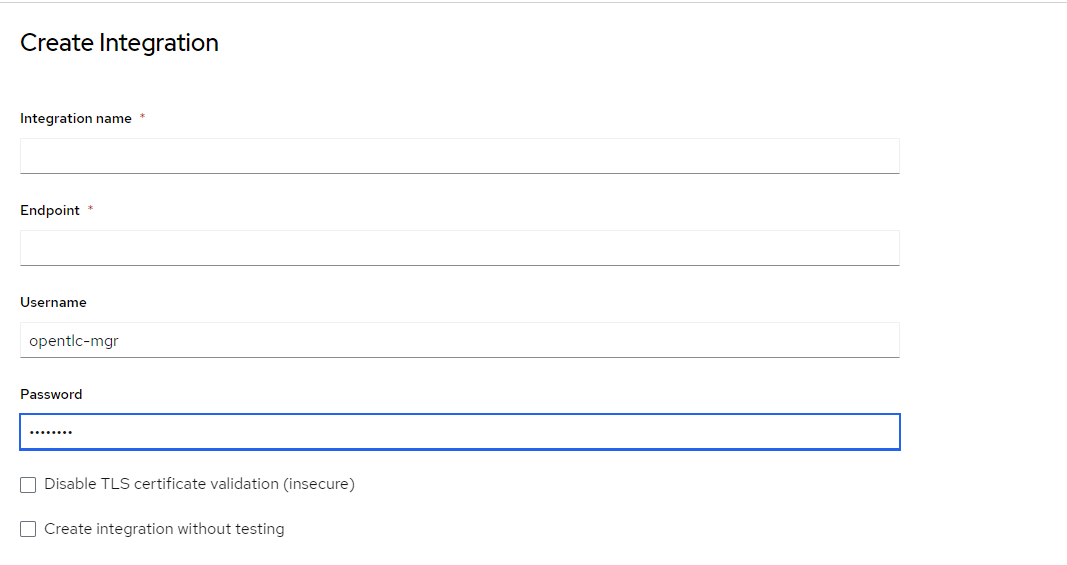 Create Integration
Integration name *
Endpoint *
Username
opentlc-mgr
Password
••••••••
Disable TLS certificate validation (insecure)
Create integration without testing